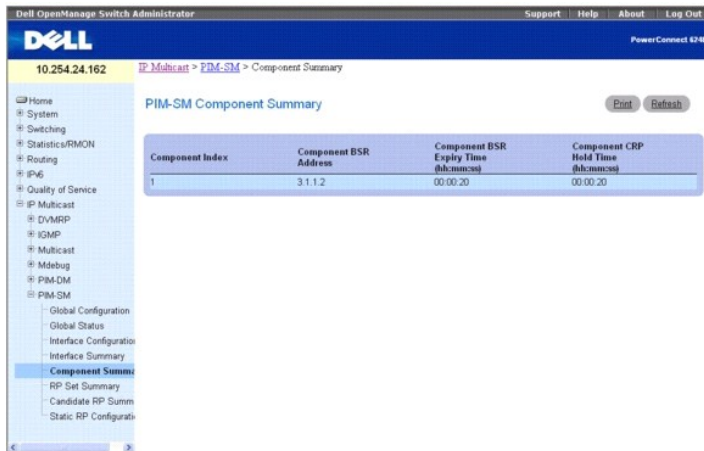 Dell OpenManage Switch Administrator
Support Help About Log Out
DELL
PowerConnect 6248
10.254.24.162
IP Multicast > PIM-SM > Component Summary
Home
System
Switching
Statistics/RMON
Routing
IPv6
Quality of Service
IP Multicast
DVMRP
IGMP
Multicast
Mdebug
PIM-DM
PIM-SM
Global Configuration
Global Status
Interface Configuration
Interface Summary
Component Summa
RP Set Summary
Candidate RP Summ
Static RP Configurati
PIM-SM Component Summary
Print Refresh
Component Index Component BSR Address Component BSR Expiry Time (hh:mm:ss) Component CRP Hold Time (hh:mm:ss)
1 3.1.1.2 00:00:20 00:00:20